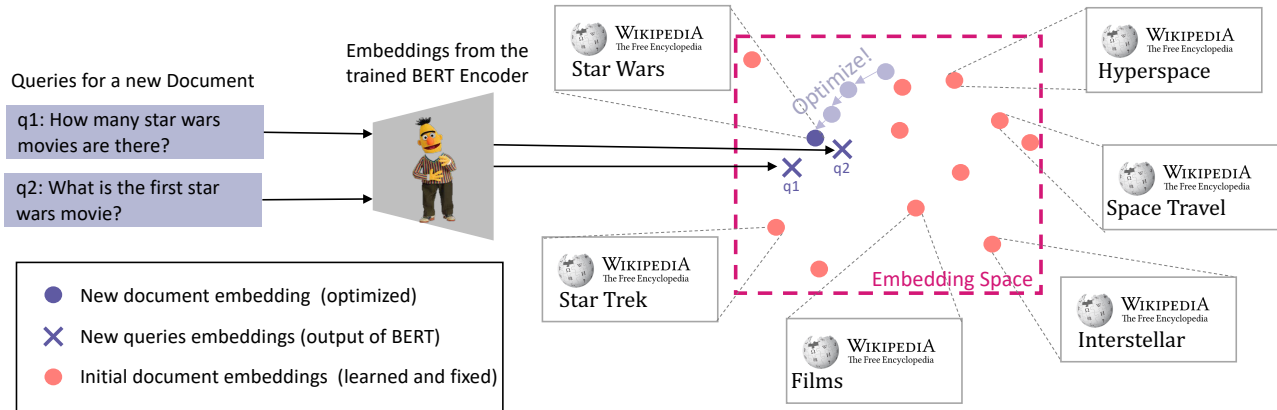 Queries for a new Document
q1: How many star wars
movies are there?
q2: What is the first star
wars movie?
Embeddings from the
trained BERT Encoder
WIKIPEDIA
The Free Encyclopedia
Star Wars
Optimize!
q1
q2
WIKIPEDIA
The Free Encyclopedia
Hyperspace
WIKIPEDIA
The Free Encyclopedia
Space Travel
WIKIPEDIA
The Free Encyclopedia
Star Trek
Embedding Space
WIKIPEDIA
The Free Encyclopedia
Interstellar
WIKIPEDIA
The Free Encyclopedia
Films
New document embedding (optimized)
New queries embeddings (output of BERT)
Initial document embeddings (learned and fixed)